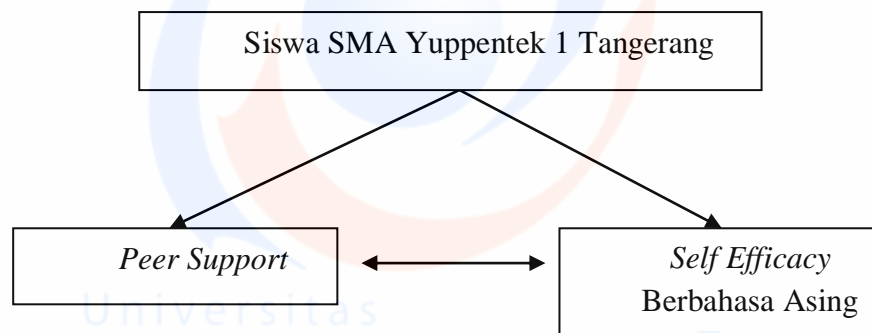 Siswa SMA Yuppentek 1 Tangerang
Peer Support
Self Efficacy
Berbahasa Asing
Universitas